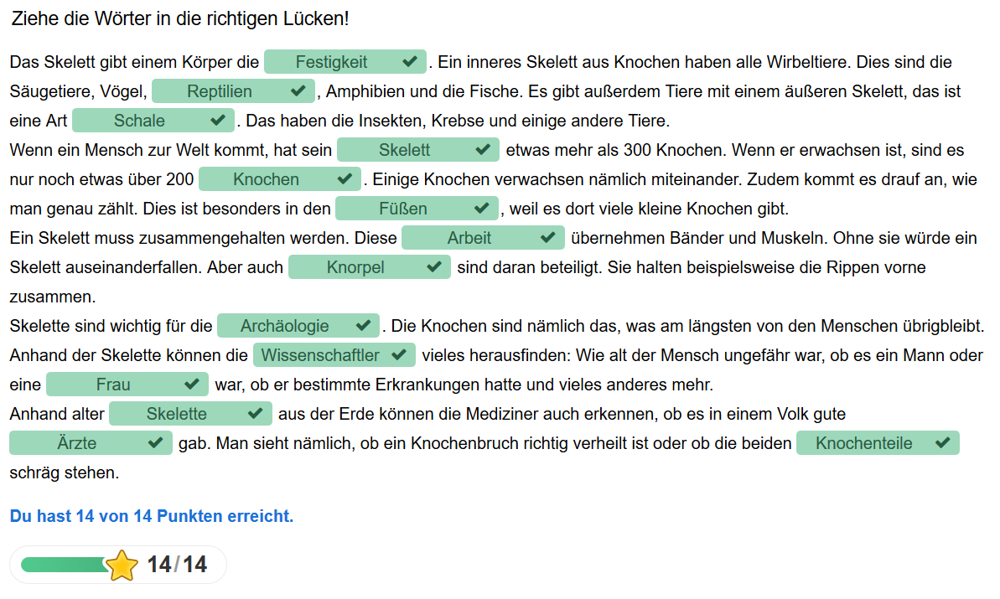 Ziehe die Wörter in die richtigen Lücken!
Das Skelett gibt einem Körper die Festigkeit . Ein inneres Skelett aus Knochen haben alle Wirbeltiere. Dies sind die
Säugetiere, Vögel, Reptilien , Amphibien und die Fische. Es gibt außerdem Tiere mit einem äußeren Skelett, das ist
eine Art Schale . Das haben die Insekten, Krebse und einige andere Tiere.
Wenn ein Mensch zur Welt kommt, hat sein Skelett etwas mehr als 300 Knochen. Wenn er erwachsen ist, sind es
nur noch etwas über 200 Knochen . Einige Knochen verwachsen nämlich miteinander. Zudem kommt es drauf an, wie
man genau zählt. Dies ist besonders in den Füßen , weil es dort viele kleine Knochen gibt.
Ein Skelett muss zusammengehalten werden. Diese Arbeit übernehmen Bänder und Muskeln. Ohne sie würde ein
Skelett auseinanderfallen. Aber auch Knorpel sind daran beteiligt. Sie halten beispielsweise die Rippen vorne
zusammen.
Skelette sind wichtig für die Archäologie . Die Knochen sind nämlich das, was am längsten von den Menschen übrigbleibt.
Anhand der Skelette können die Wissenschaftler vieles herausfinden: Wie alt der Mensch ungefähr war, ob es ein Mann oder
eine Frau war, ob er bestimmte Erkrankungen hatte und vieles anderes mehr.
Anhand alter Skelette aus der Erde können die Mediziner auch erkennen, ob es in einem Volk gute
Ärzte gab. Man sieht nämlich, ob ein Knochenbruch richtig verheilt ist oder ob die beiden Knochenteile
schräg stehen.
Du hast 14 von 14 Punkten erreicht.
14/14